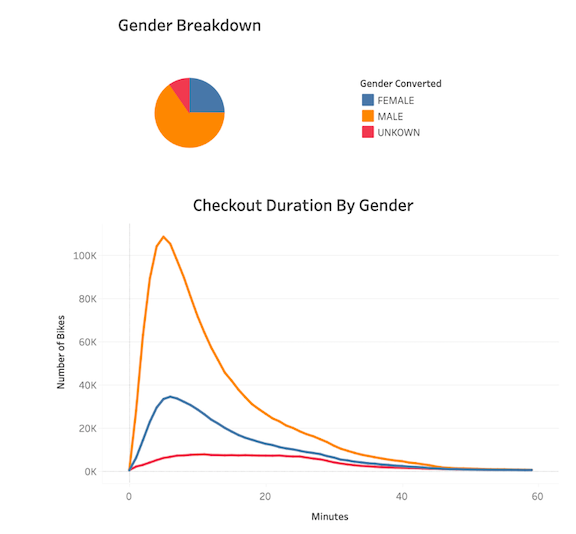 Gender Breakdown
Gender Converted
FEMALE
MALE
UNKOWN
Checkout Duration By Gender
100K
80K
60K
40K
20K
0K
Number of Bikes
0 20 40 60
Minutes